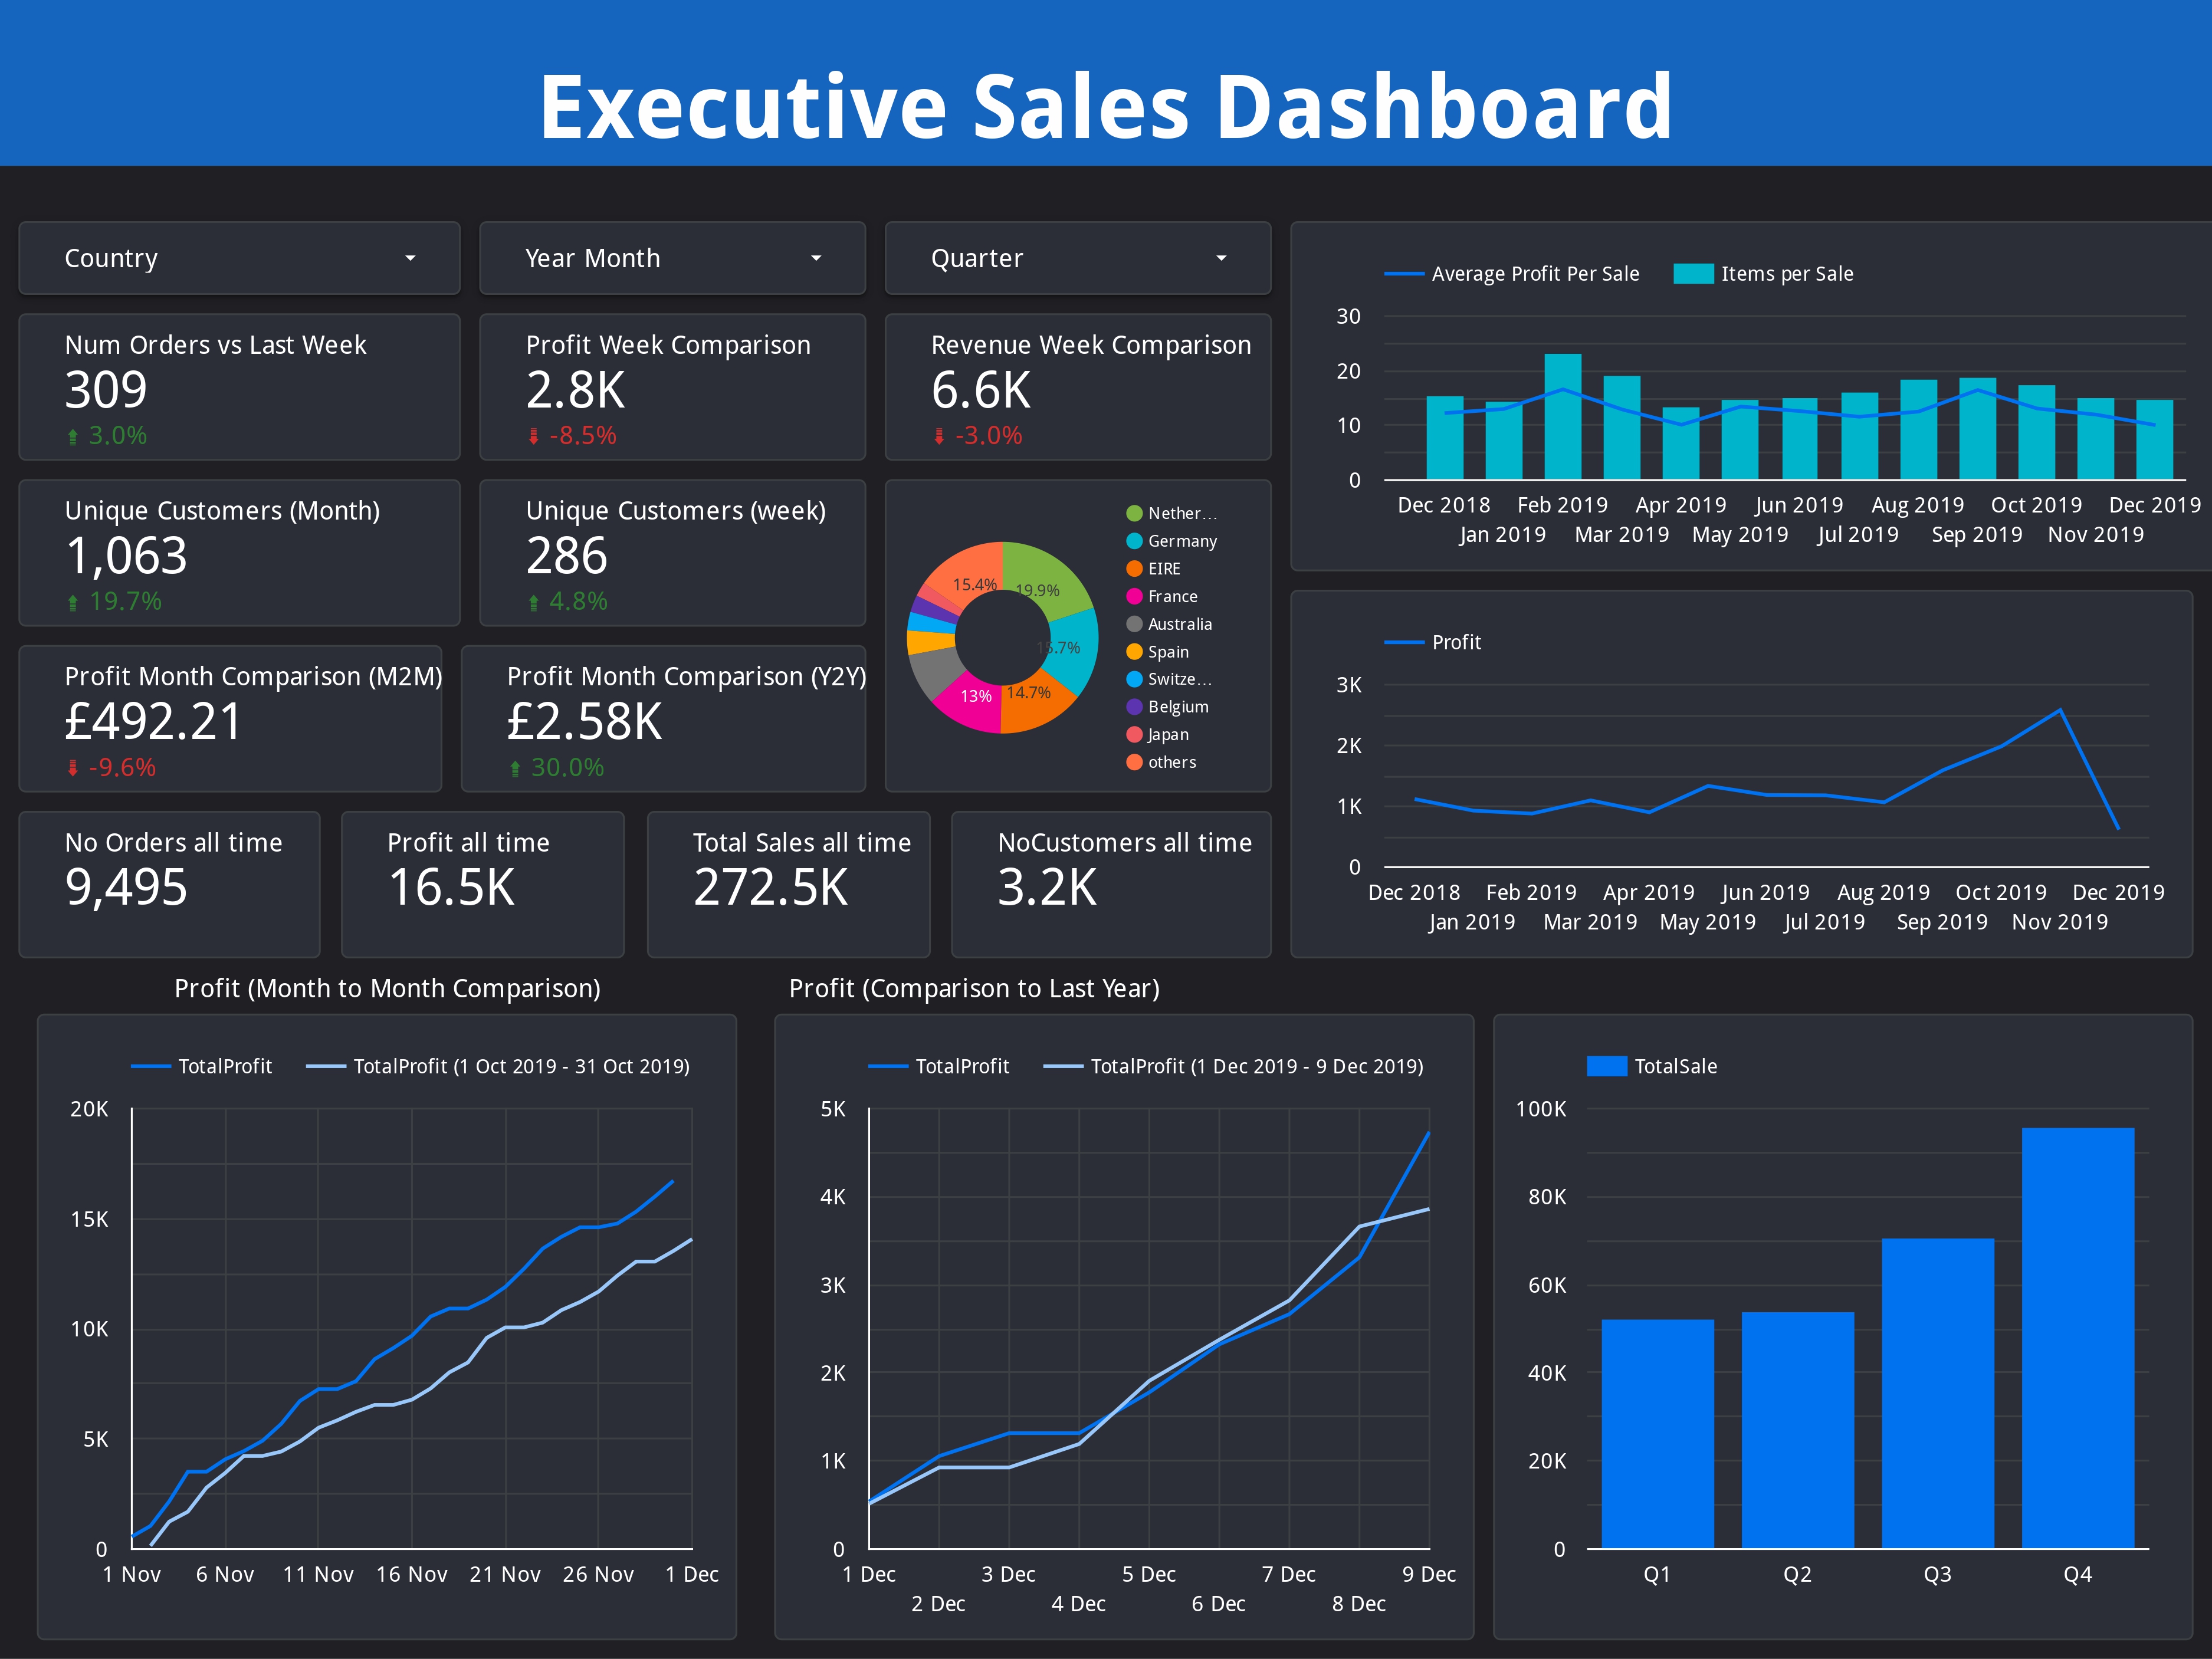 Executive Sales Dashboard
Country
Year Month
Quarter
Num Orders vs Last Week
309
3.0%
Profit Week Comparison
2.8K
-8.5%
Revenue Week Comparison
6.6K
-3.0%
Unique Customers (Month)
1,063
19.7%
Unique Customers (week)
286
4.8%
Profit Month Comparison (M2M)
£492.21
-9.6%
Profit Month Comparison (Y2Y)
£2.58K
30.0%
15.4%
19.9%
15.7%
14.7%
13%
Nether...
Germany
EIRE
France
Australia
Spain
Switze...
Belgium
Japan
others
No Orders all time
9,495
Profit all time
16.5K
Total Sales all time
272.5K
NoCustomers all time
3.2K
Average Profit Per Sale
Items per Sale
30
20
10
0
Dec 2018 Feb 2019 Apr 2019 Jun 2019 Aug 2019 Oct 2019 Dec 2019
Jan 2019 Mar 2019 May 2019 Jul 2019 Sep 2019 Nov 2019
Profit
3K
2K
1K
0
Dec 2018 Feb 2019 Apr 2019 Jun 2019 Aug 2019 Oct 2019 Dec 2019
Jan 2019 Mar 2019 May 2019 Jul 2019 Sep 2019 Nov 2019
Profit (Month to Month Comparison)
TotalProfit
TotalProfit (1 Oct 2019 - 31 Oct 2019)
20K
15K
10K
5K
0
1 Nov 6 Nov 11 Nov 16 Nov 21 Nov 26 Nov 1 Dec
Profit (Comparison to Last Year)
TotalProfit
TotalProfit (1 Dec 2019 - 9 Dec 2019)
5K
4K
3K
2K
1K
0
1 Dec 3 Dec 5 Dec 7 Dec 9 Dec
2 Dec 4 Dec 6 Dec 8 Dec
TotalSale
100K
80K
60K
40K
20K
0
Q1 Q2 Q3 Q4